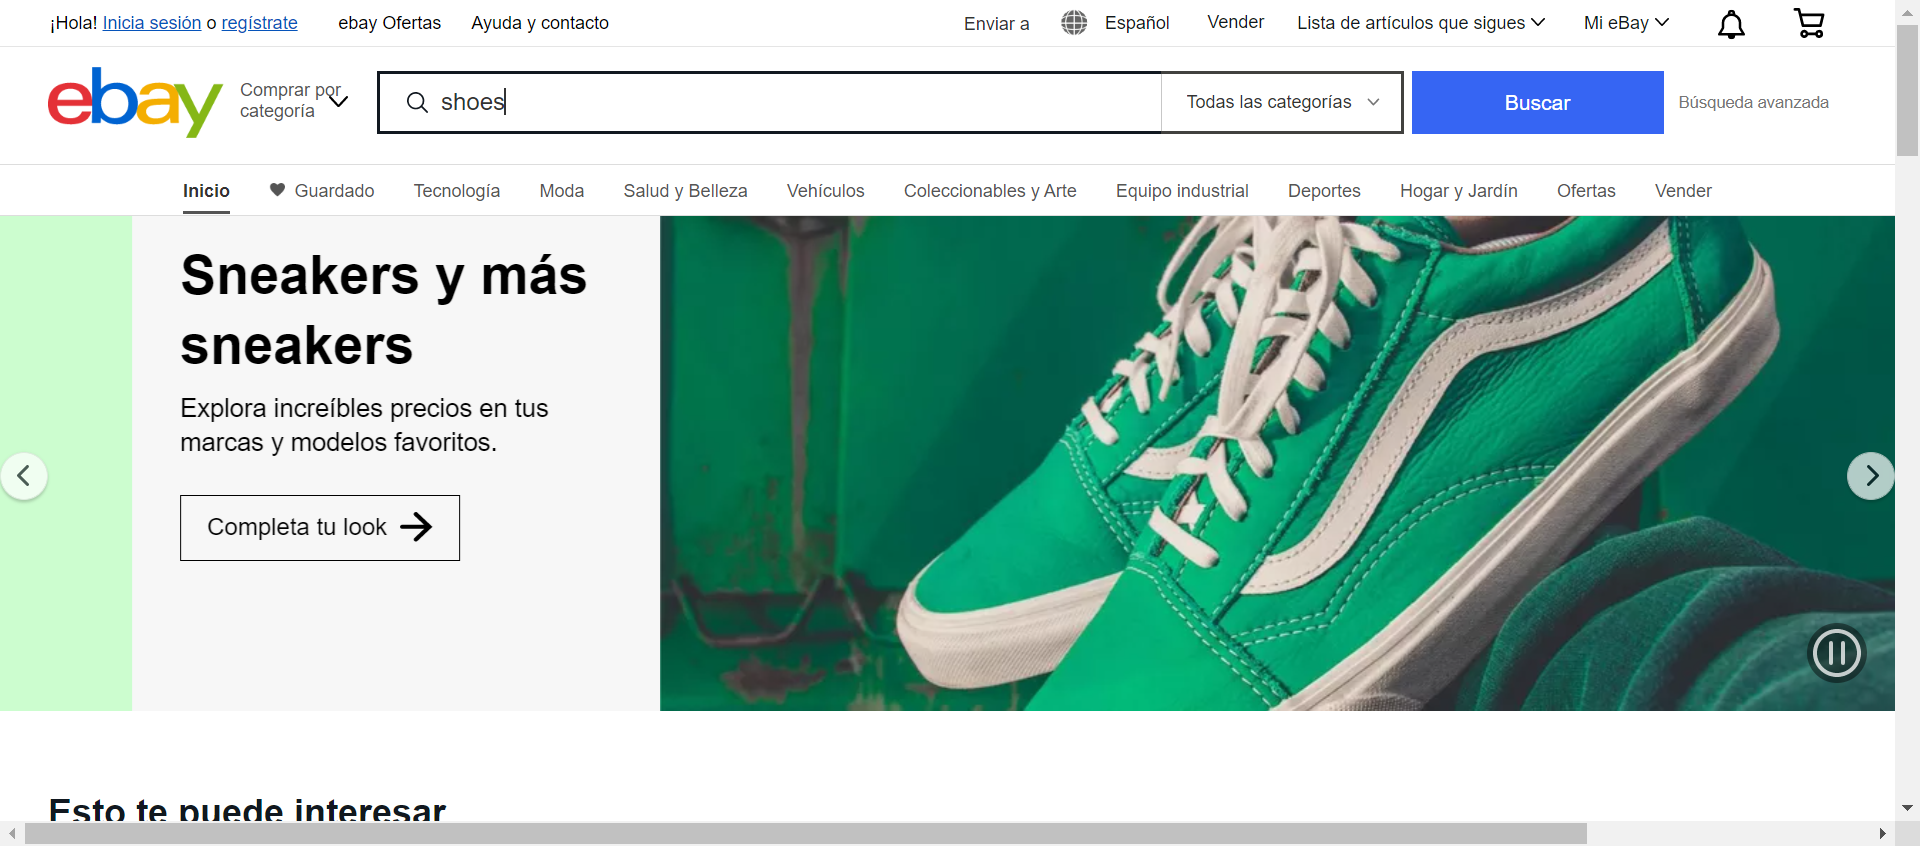 ¡Hola! Inicia sesión o regístrate ebay Ofertas Ayuda y contacto Enviar a Español Vender Lista de artículos que sigues Mi eBay
ebay
Comprar por
categoría
shoes
Todas las categorías
Buscar
Búsqueda avanzada
Inicio Guardado Tecnología Moda Salud y Belleza Vehículos Coleccionables y Arte Equipo industrial Deportes Hogar y Jardín Ofertas Vender
Sneakers y más
sneakers
Explora increíbles precios en tus
marcas y modelos favoritos.
Completa tu look
Esto te puede interesar